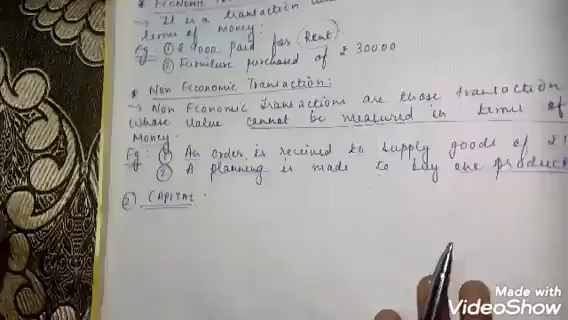 * Economic Transaction
→ It is a transaction
terms of Money:
Eg: ① ₹ 000 paid for Rent.
② Furniture purchased of ₹ 30000.
* Non Economic Transaction:
→ Non Economic Transactions are those transaction
whose value cannot be measured in terms of
Money.
Eg: ① An order is received to supply goods of ₹
② A planning is made to buy one product
② CAPITAL.
Made with
VideoShow